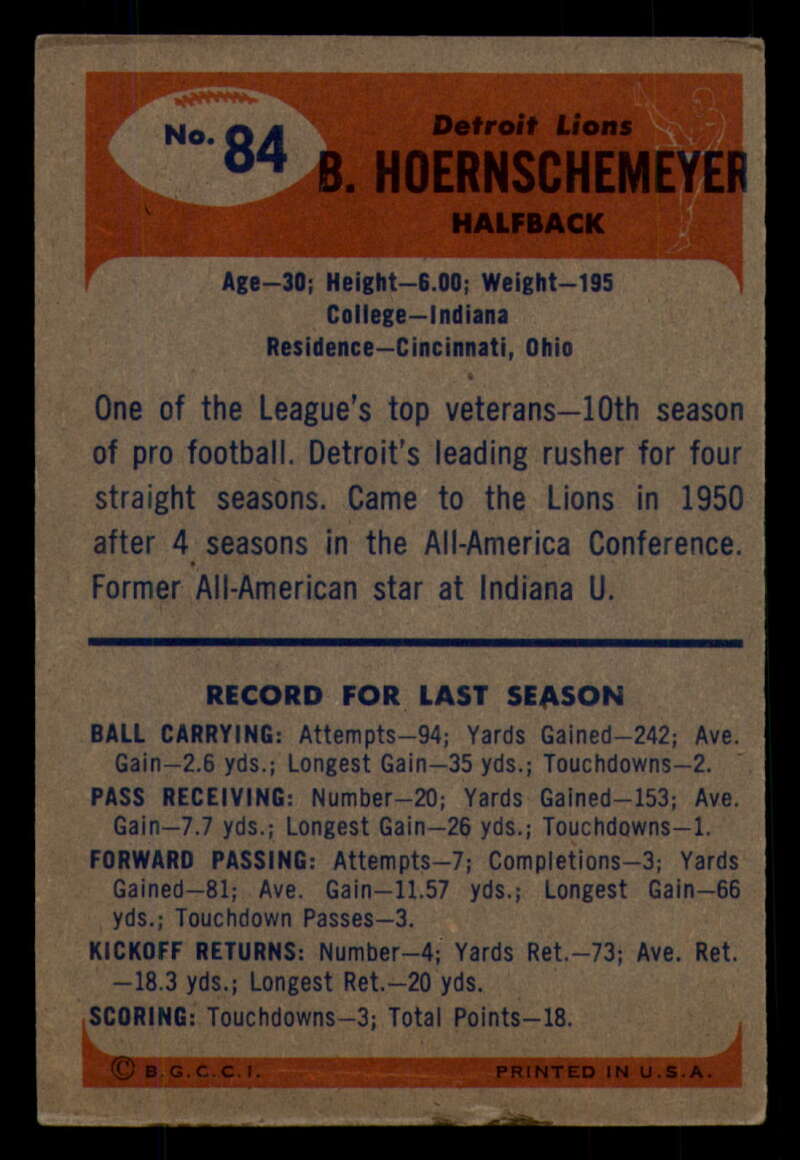 No. 84
Detroit Lions
B. HOERNSCHEMEYER
HALFBACK
Age—30; Height—6.00; Weight—195
College—Indiana
Residence—Cincinnati, Ohio
One of the League's top veterans—10th season
of pro football. Detroit's leading rusher for four
straight seasons. Came to the Lions in 1950
after 4 seasons in the All-America Conference.
Former All-American star at Indiana U.
RECORD FOR LAST SEASON
BALL CARRYING: Attempts—94; Yards Gained—242; Ave.
Gain—2.6 yds.; Longest Gain—35 yds.; Touchdowns—2.
PASS RECEIVING: Number—20; Yards Gained—153; Ave.
Gain—7.7 yds.; Longest Gain—26 yds.; Touchdowns—1.
FORWARD PASSING: Attempts—7; Completions—3; Yards
Gained—81; Ave. Gain—11.57 yds.; Longest Gain—66
yds.; Touchdown Passes—3.
KICKOFF RETURNS: Number—4; Yards Ret.—73; Ave. Ret.
—18.3 yds.; Longest Ret.—20 yds.
SCORING: Touchdowns—3; Total Points—18.
© B.G.C.C.I. PRINTED IN U.S.A.